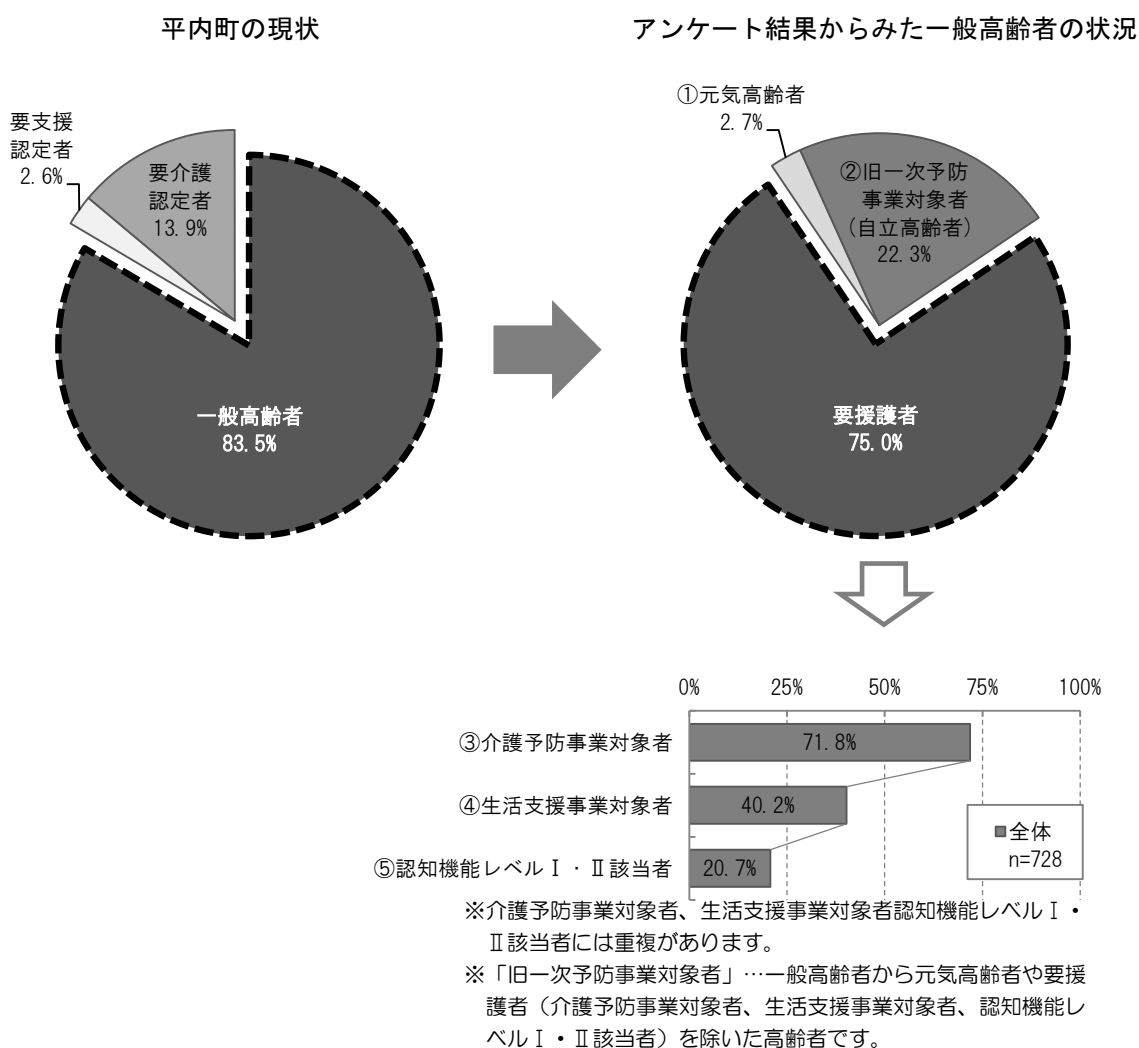 平内町の現状
要支援
認定者
2.6%
要介護
認定者
13.9%
一般高齢者
83.5%
アンケート結果からみた一般高齢者の状況
①元気高齢者
2.7%
②旧一次予防
事業対象者
(自立高齢者)
22.3%
要援護者
75.0%
0% 25% 50% 75% 100%
③介護予防事業対象者 71.8%
④生活支援事業対象者 40.2%
⑤認知機能レベルⅠ・Ⅱ該当者 20.7%
全体
n=728
※介護予防事業対象者、生活支援事業対象者認知機能レベルⅠ・
Ⅱ該当者には重複があります。
※「旧一次予防事業対象者」…一般高齢者から元気高齢者や要援
護者(介護予防事業対象者、生活支援事業対象者、認知機能レ
ベルⅠ・Ⅱ該当者)を除いた高齢者です。